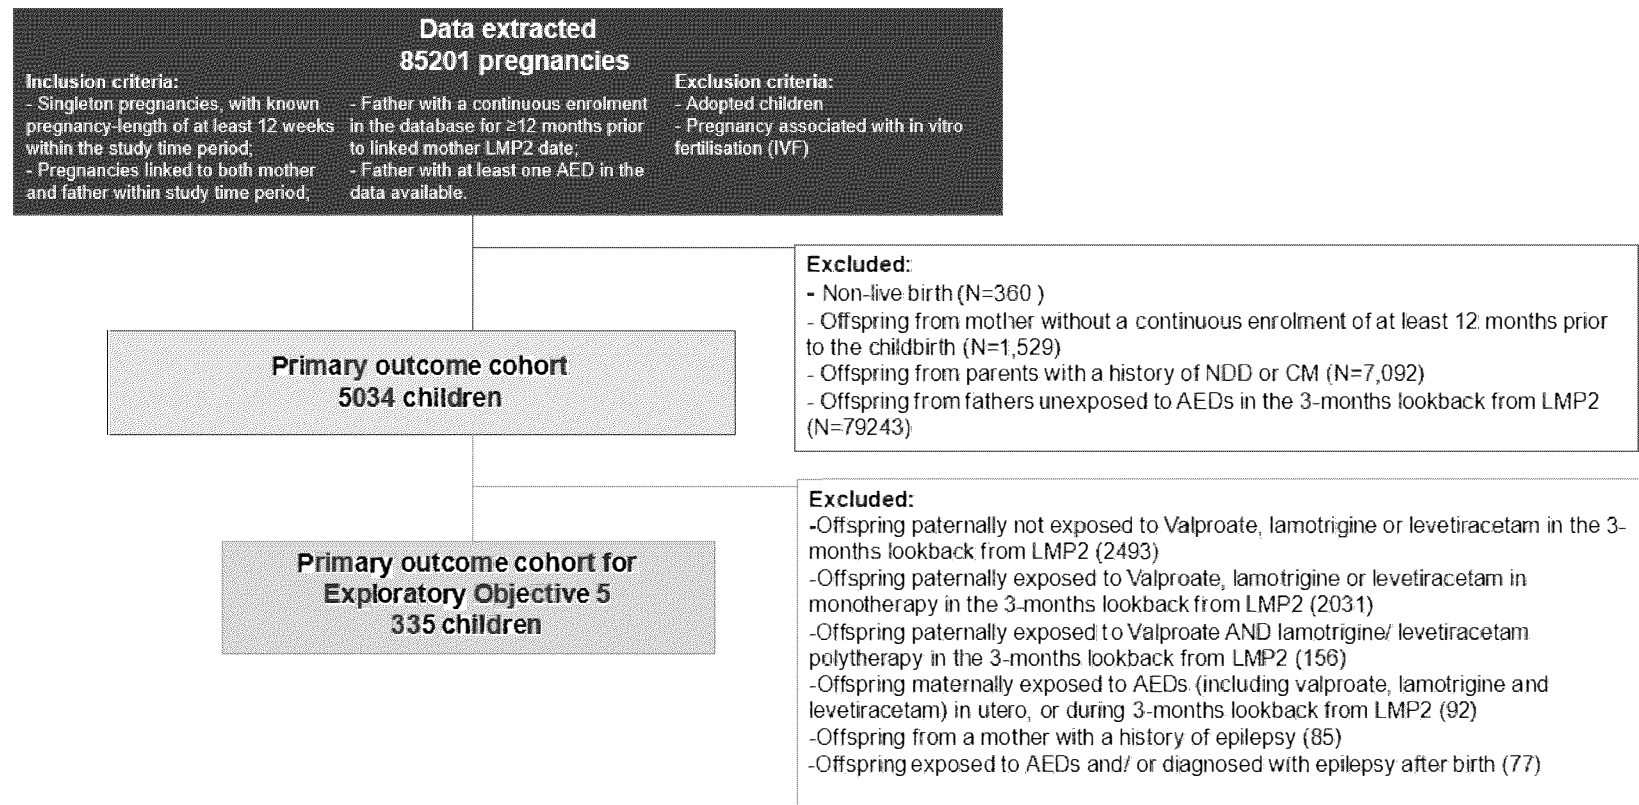 Data extracted
85201 pregnancies
Inclusion criteria:
- Singleton pregnancies, with known
pregnancy-length of at least 12 weeks
within the study time period;
- Pregnancies linked to both mother
and father within study time period;
- Father with a continuous enrolment
in the database for ≥12 months prior
to linked mother LMP2 date;
- Father with at least one AED in the
data available.
Exclusion criteria:
- Adopted children
- Pregnancy associated with in vitro
fertilisation (IVF)
Excluded:
- Non-live birth (N=360 )
- Offspring from mother without a continuous enrolment of at least 12 months prior
to the childbirth (N=1,529)
- Offspring from parents with a history of NDD or CM (N=7,092)
- Offspring from fathers unexposed to AEDs in the 3-months lookback from LMP2
(N=79243)
Primary outcome cohort
5034 children
Excluded:
-Offspring paternally not exposed to Valproate, lamotrigine or levetiracetam in the 3-
months lookback from LMP2 (2493)
-Offspring paternally exposed to Valproate, lamotrigine or levetiracetam in
monotherapy in the 3-months lookback from LMP2 (2031)
-Offspring paternally exposed to Valproate AND lamotrigine/ levetiracetam
polytherapy in the 3-months lookback from LMP2 (156)
-Offspring maternally exposed to AEDs (including valproate, lamotrigine and
levetiracetam) in utero, or during 3-months lookback from LMP2 (92)
-Offspring from a mother with a history of epilepsy (85)
-Offspring exposed to AEDs and/ or diagnosed with epilepsy after birth (77)
Primary outcome cohort for
Exploratory Objective 5
335 children